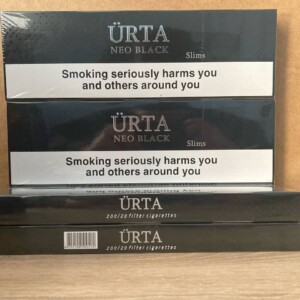 ÜRTA
NEO BLACK
Slims
Smoking seriously harms you
and others around you
ÜRTA
NEO BLACK
Slims
Smoking seriously harms you
and others around you
ÜRTA
200/20 filter cigarettes
ÜRTA
200/20 filter cigarettes